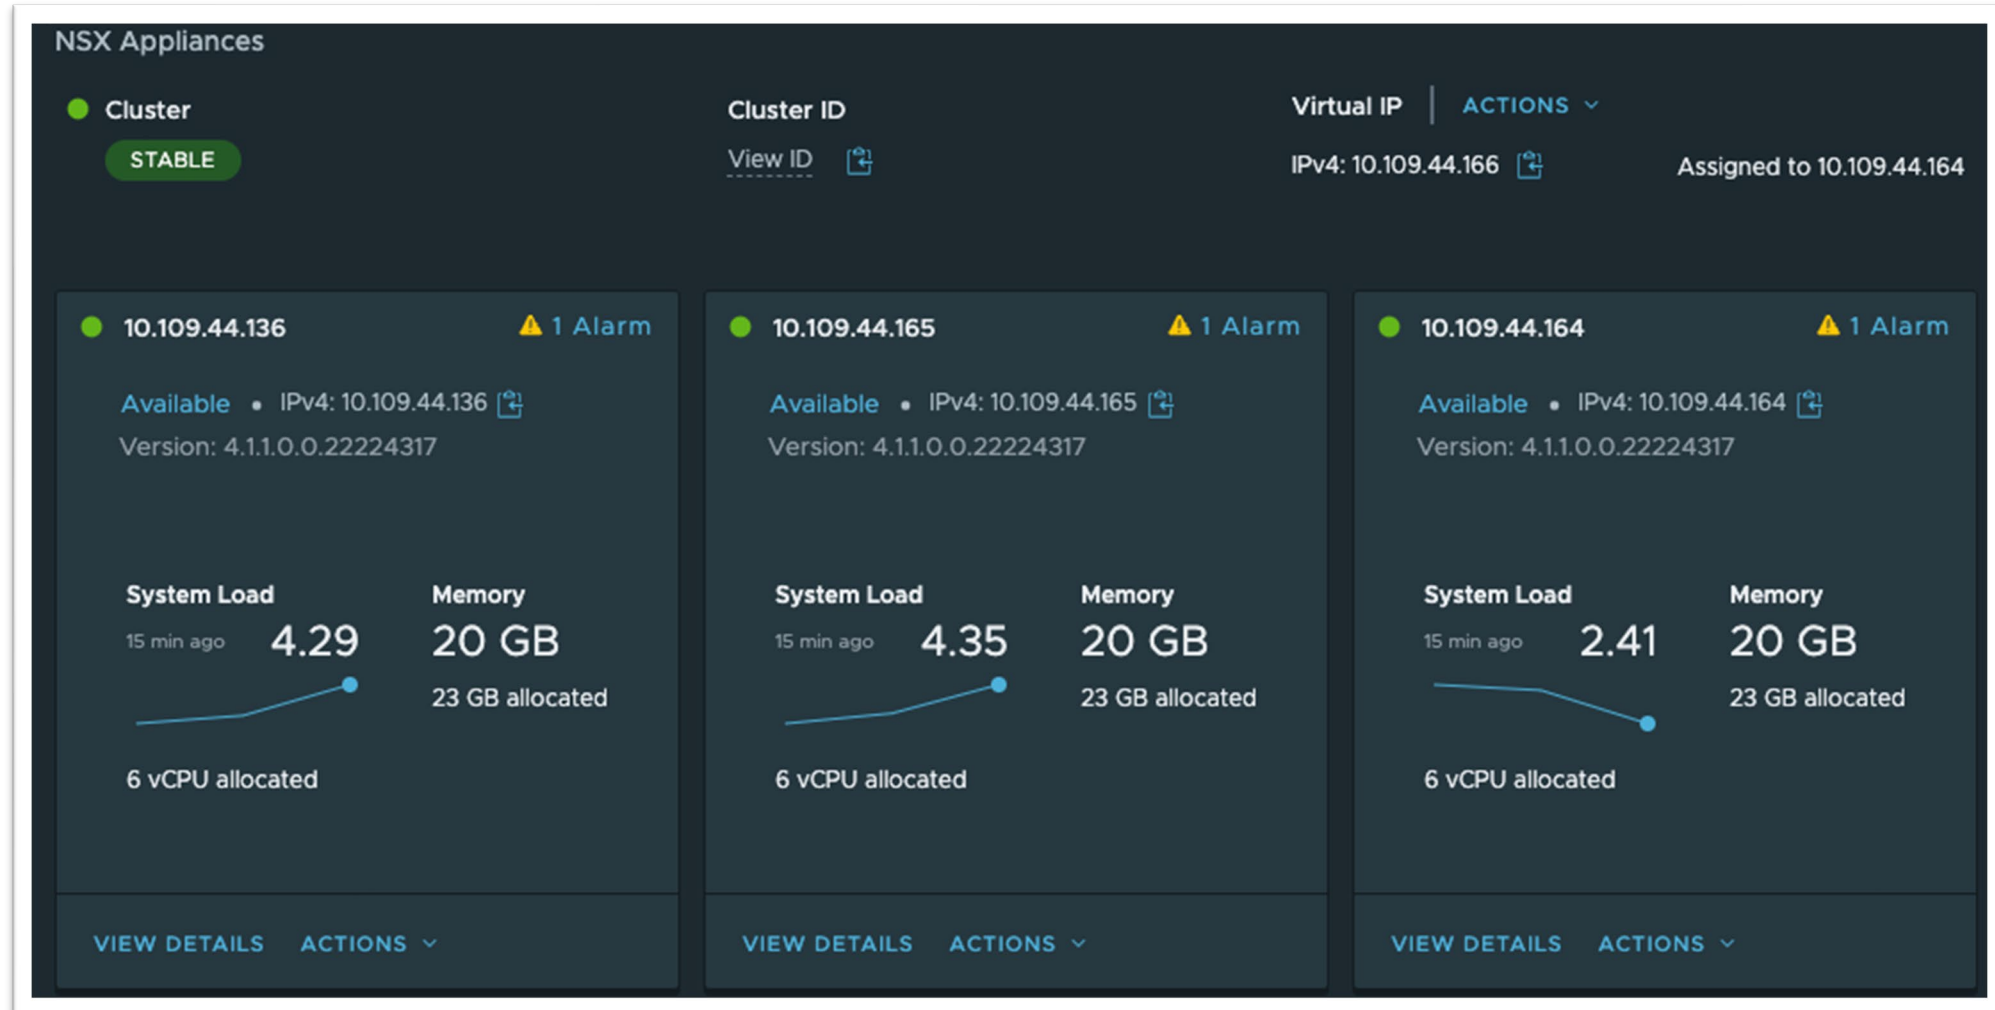 NSX Appliances
Cluster
STABLE
Cluster ID
View ID
Virtual IP ACTIONS
IPv4: 10.109.44.166 Assigned to 10.109.44.164
10.109.44.136 1 Alarm
Available • IPv4: 10.109.44.136
Version: 4.1.1.0.0.22224317
System Load Memory
15 min ago 4.29 20 GB
23 GB allocated
6 vCPU allocated
VIEW DETAILS ACTIONS
10.109.44.165 1 Alarm
Available • IPv4: 10.109.44.165
Version: 4.1.1.0.0.22224317
System Load Memory
15 min ago 4.35 20 GB
23 GB allocated
6 vCPU allocated
VIEW DETAILS ACTIONS
10.109.44.164 1 Alarm
Available • IPv4: 10.109.44.164
Version: 4.1.1.0.0.22224317
System Load Memory
15 min ago 2.41 20 GB
23 GB allocated
6 vCPU allocated
VIEW DETAILS ACTIONS